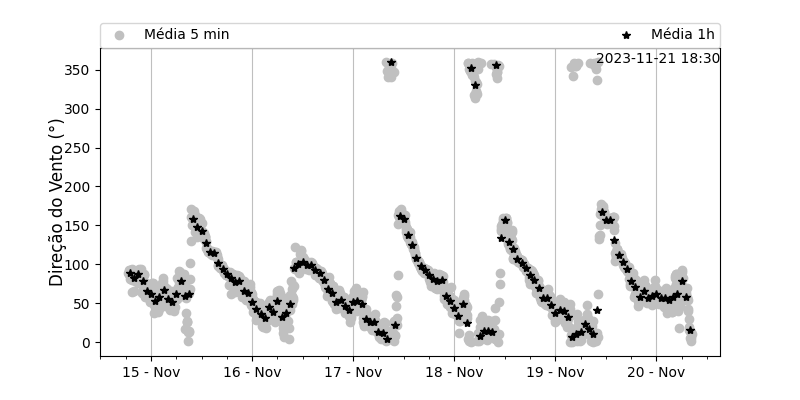 Média 5 min
Média 1h
2023-11-21 18:30
Direção do Vento (°)
350
300
250
200
150
100
50
0
15 - Nov
16 - Nov
17 - Nov
18 - Nov
19 - Nov
20 - Nov